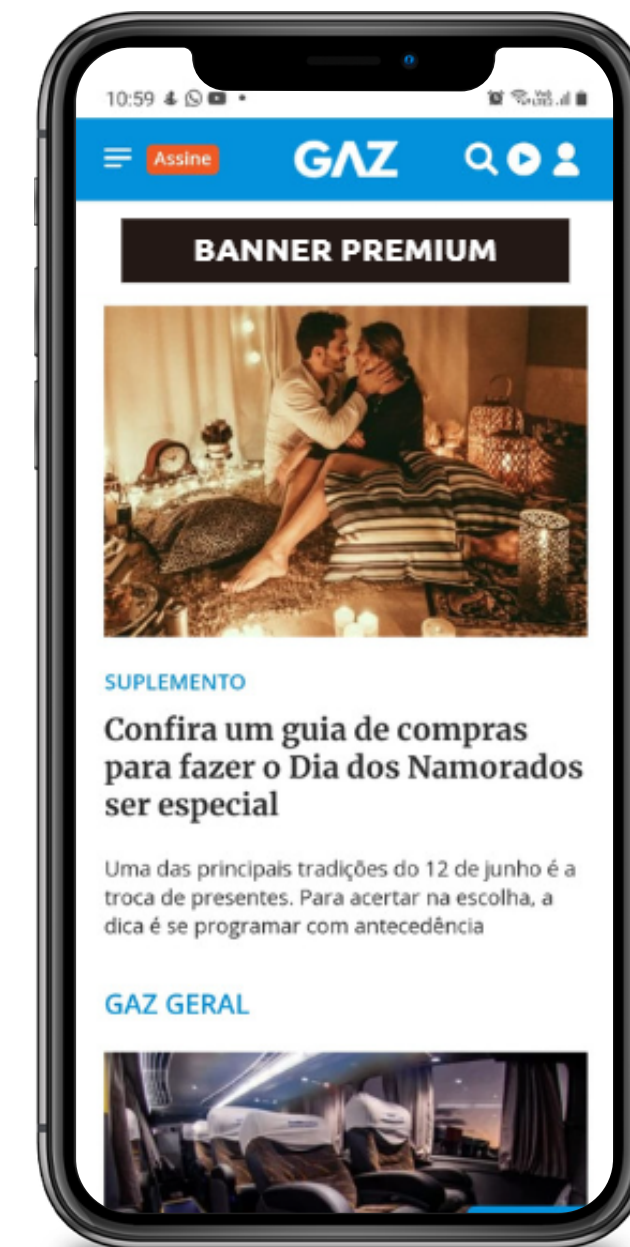 10:59
Assine
GAZ
BANNER PREMIUM
SUPLEMENTO
Confira um guia de compras
para fazer o Dia dos Namorados
ser especial
Uma das principais tradições do 12 de junho é a
troca de presentes. Para acertar na escolha, a
dica é se programar com antecedência
GAZ GERAL